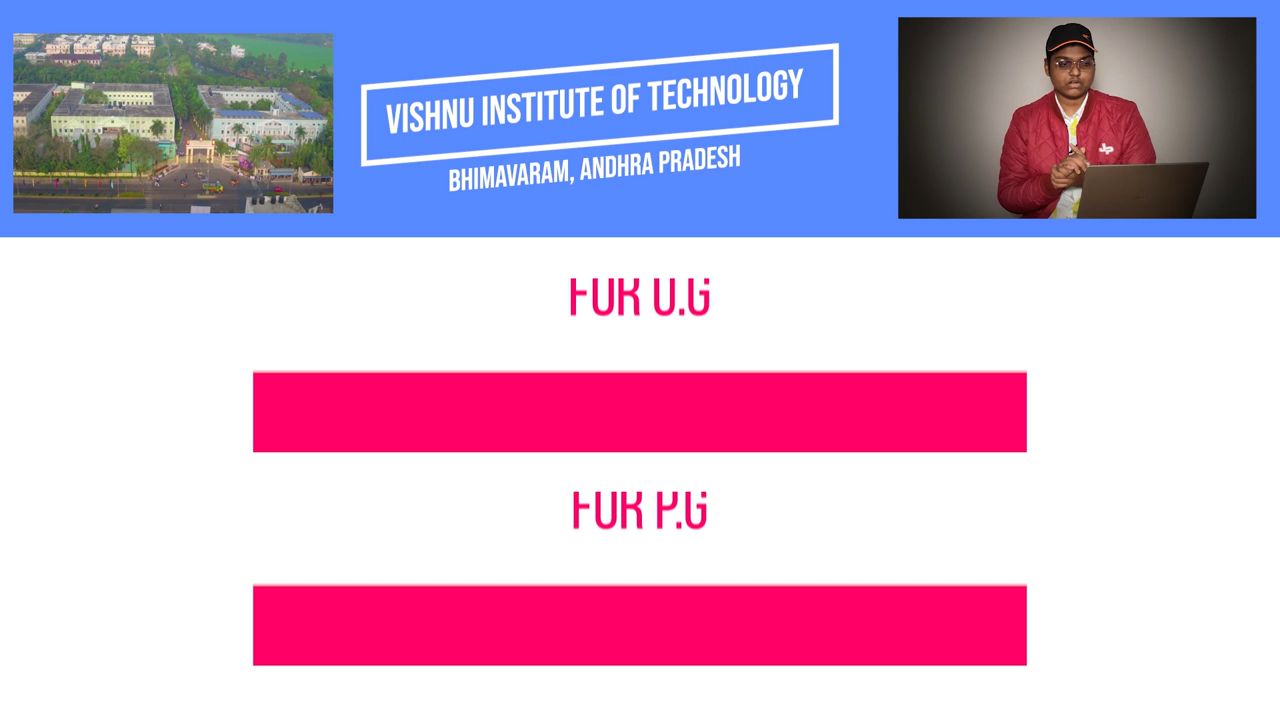 VISHNU INSTITUTE OF TECHNOLOGY
BHIMAVARAM, ANDHRA PRADESH
FOR U.G
FOR P.G